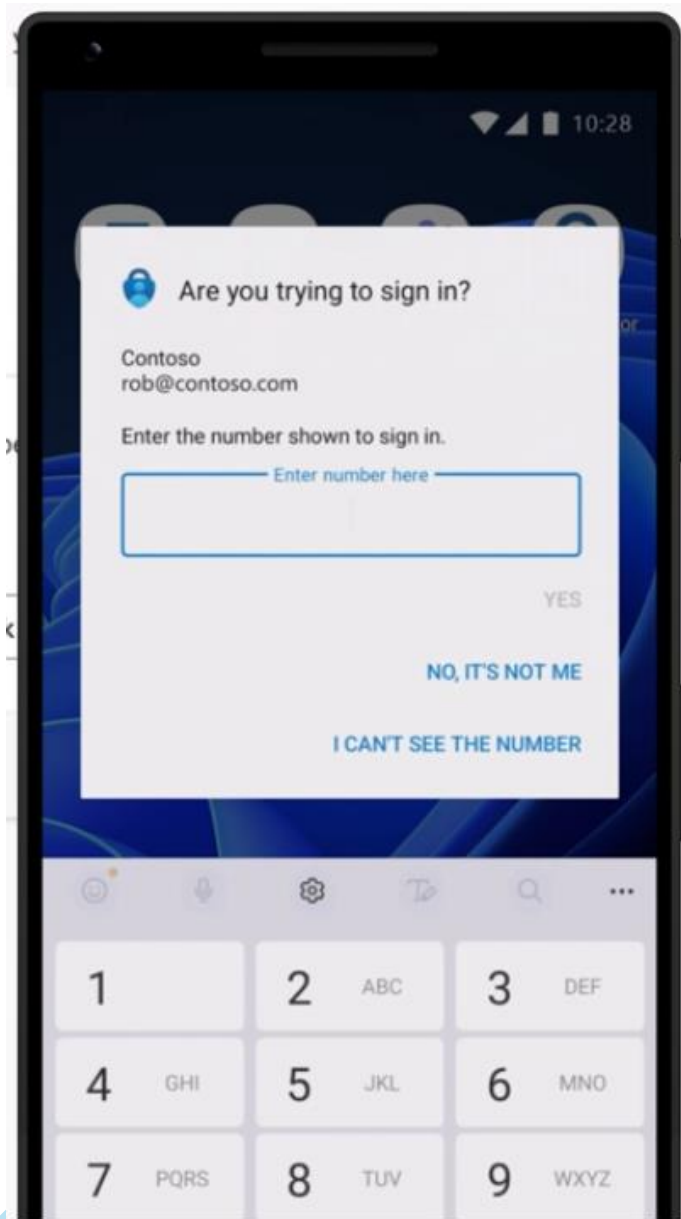 10:28
or
Are you trying to sign in?
Contoso
rob@contoso.com
Enter the number shown to sign in.
Enter number here
YES
NO, IT'S NOT ME
I CAN'T SEE THE NUMBER
1
2 ABC
3 DEF
4 GHI
5 JKL
6 MNO
7 PQRS
8 TUV
9 WXYZ